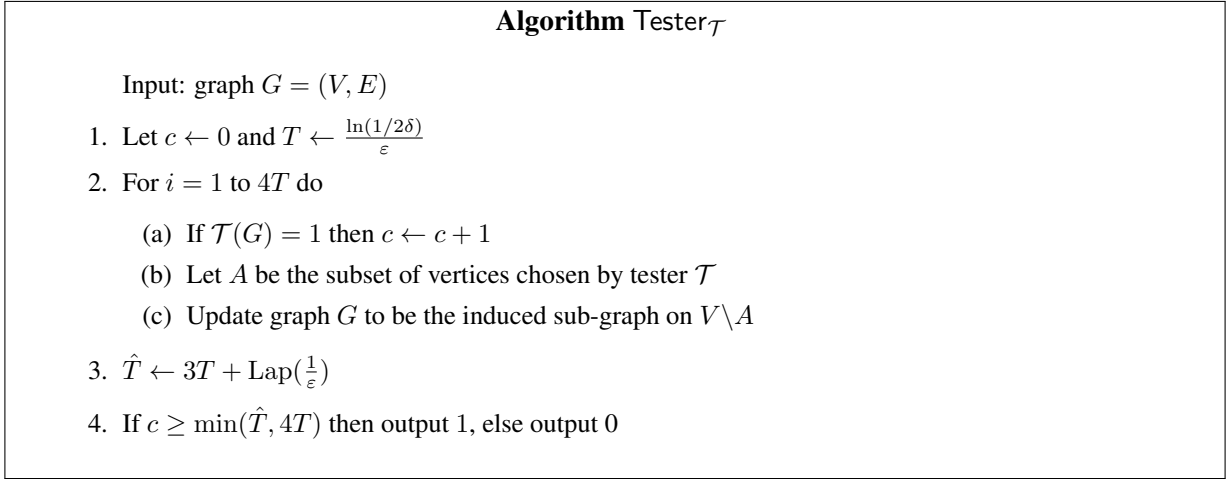 Algorithm Tester_𝒯
Input: graph G = (V, E)
1. Let c ← 0 and T ← ln(1/2δ)/ε
2. For i = 1 to 4T do
(a) If 𝒯(G) = 1 then c ← c + 1
(b) Let A be the subset of vertices chosen by tester 𝒯
(c) Update graph G to be the induced sub-graph on V\A
3. T̂ ← 3T + Lap(1/ε)
4. If c ≥ min(T̂, 4T) then output 1, else output 0